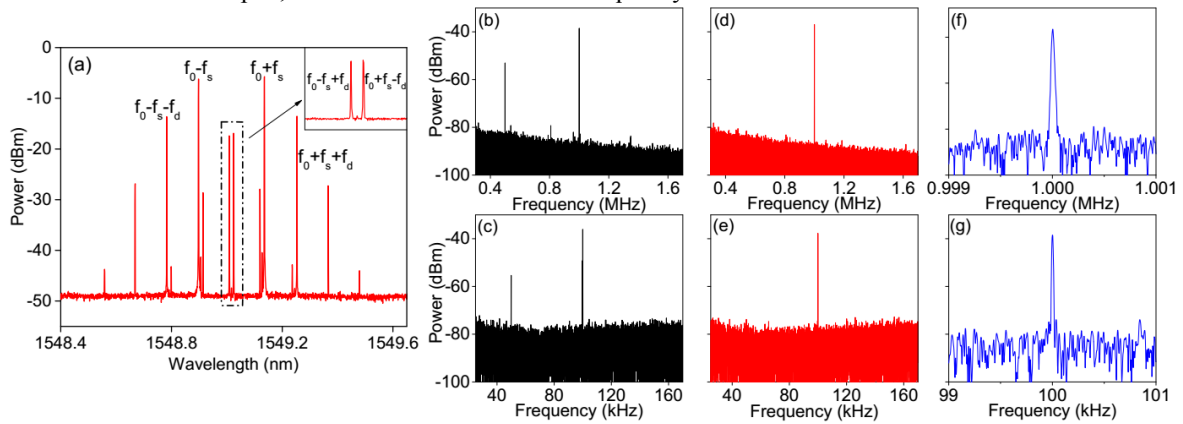 (a)
f0-fs
f0+fs
f0-fs-fd
f0+fs+fd
f0-fs+fd
f0+fs-fd
0
-10
-20
-30
-40
-50
Power (dBm)
1548.4
1548.8
1549.2
1549.6
Wavelength (nm)
(b)
-40
-60
-80
-100
Power (dBm)
0.4
0.8
1.2
1.6
Frequency (MHz)
(d)
0.4
0.8
1.2
1.6
Frequency (MHz)
(f)
0.999
1.000
1.001
Frequency (MHz)
(c)
-40
-60
-80
-100
Power (dBm)
40
80
120
160
Frequency (kHz)
(e)
40
80
120
160
Frequency (kHz)
(g)
99
100
101
Frequency (kHz)